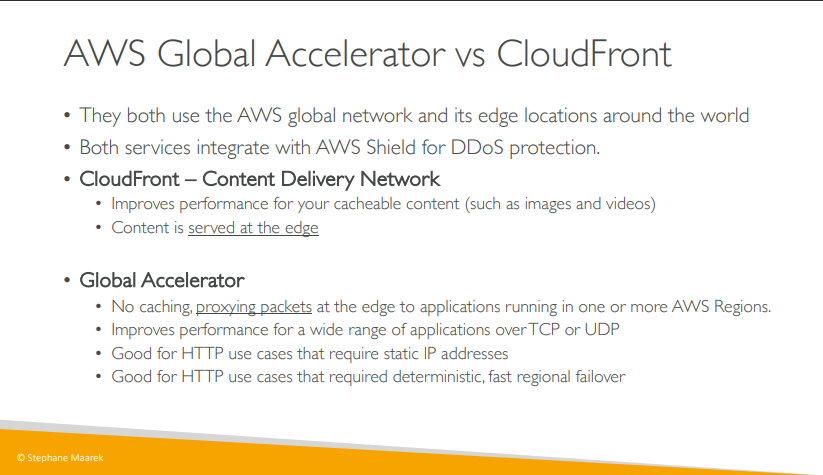 AWS Global Accelerator vs CloudFront
• They both use the AWS global network and its edge locations around the world
• Both services integrate with AWS Shield for DDoS protection.
• CloudFront – Content Delivery Network
• Improves performance for your cacheable content (such as images and videos)
• Content is served at the edge
• Global Accelerator
• No caching, proxying packets at the edge to applications running in one or more AWS Regions.
• Improves performance for a wide range of applications over TCP or UDP
• Good for HTTP use cases that require static IP addresses
• Good for HTTP use cases that required deterministic, fast regional failover
© Stephane Maarek